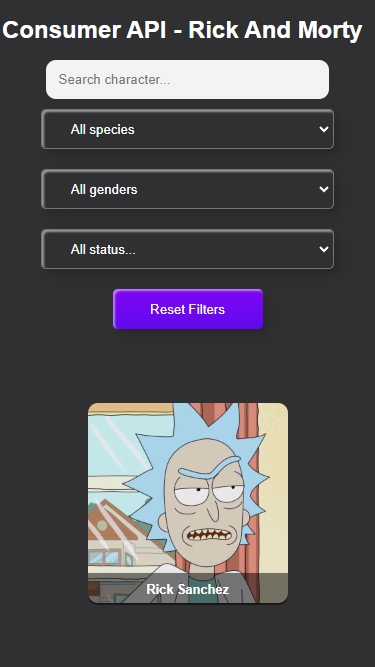 Consumer API - Rick And Morty
Search character...
All species
All genders
All status...
Reset Filters
Rick Sanchez